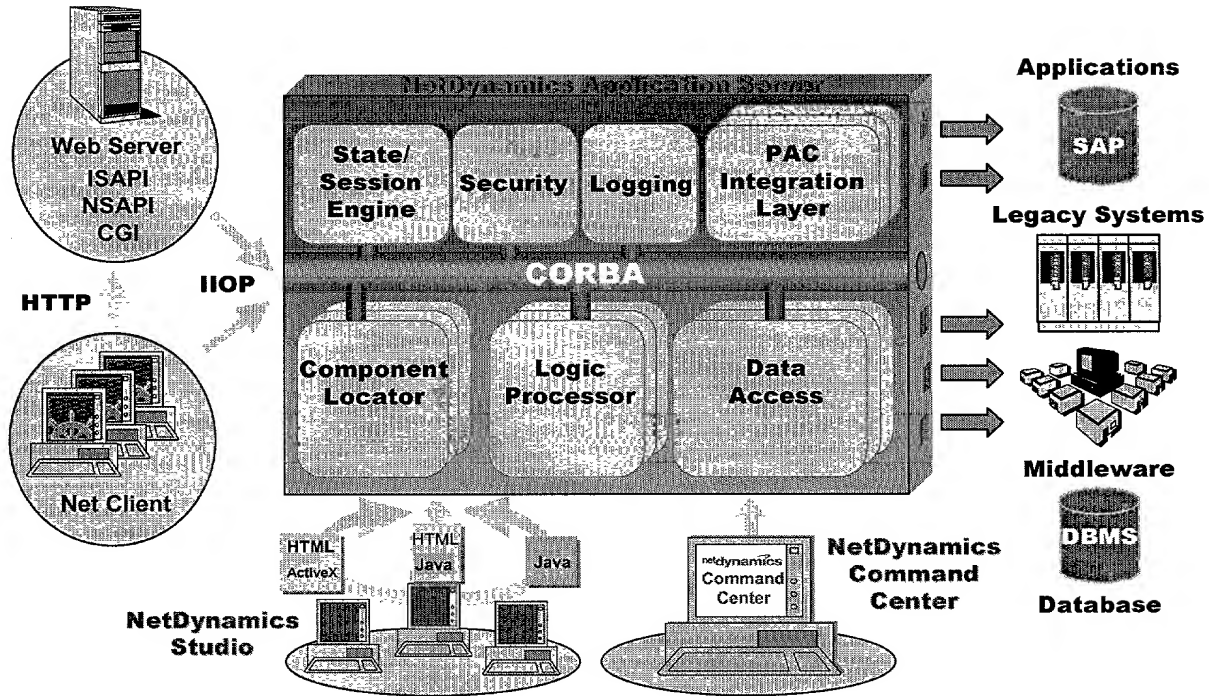 NetDynamics Application Server
Web Server
ISAPI
NSAPI
CGI
HTTP
IIOP
Net Client
State/
Session
Engine
Security
Logging
PAC
Integration
Layer
CORBA
Component
Locator
Logic
Processor
Data
Access
Applications
SAP
Legacy Systems
Middleware
DBMS
Database
HTML
ActiveX
HTML
Java
Java
NetDynamics
Studio
netdynamics
Command
Center
NetDynamics
Command
Center